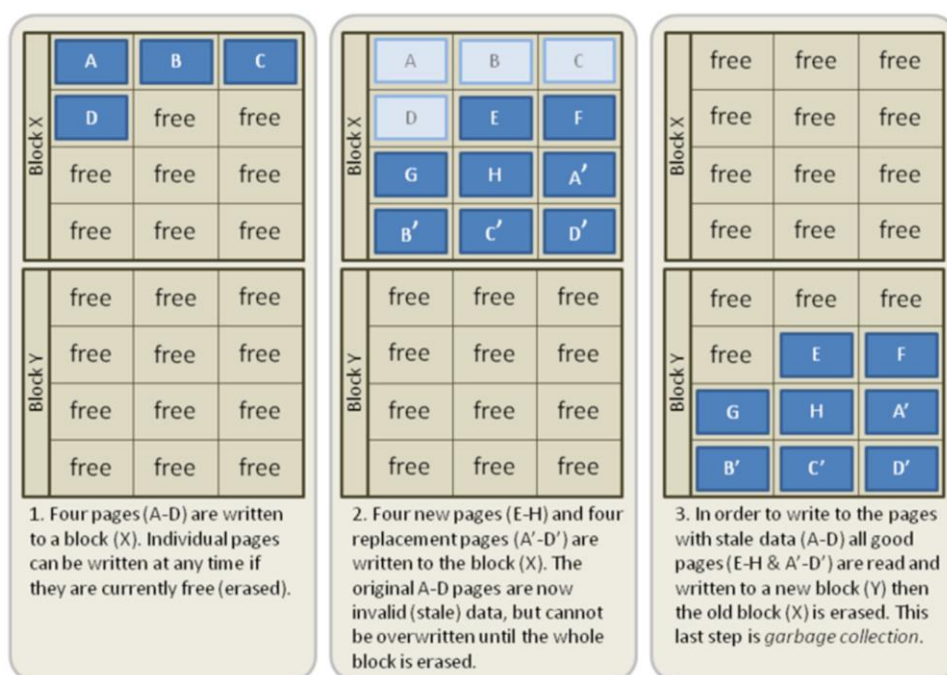 Block X
A B C
D free free
free free free
free free free
Block Y
free free free
free free free
free free free
free free free
1. Four pages (A-D) are written
to a block (X). Individual pages
can be written at any time if
they are currently free (erased).
Block X
A B C
D E F
G H A′
B′ C′ D′
Block Y
free free free
free free free
free free free
free free free
2. Four new pages (E-H) and four
replacement pages (A′-D′) are
written to the block (X). The
original A-D pages are now
invalid (stale) data, but cannot
be overwritten until the whole
block is erased.
Block X
free free free
free free free
free free free
free free free
Block Y
free free free
free E F
G H A′
B′ C′ D′
3. In order to write to the pages
with stale data (A-D) all good
pages (E-H & A′-D′) are read and
written to a new block (Y) then
the old block (X) is erased. This
last step is garbage collection.